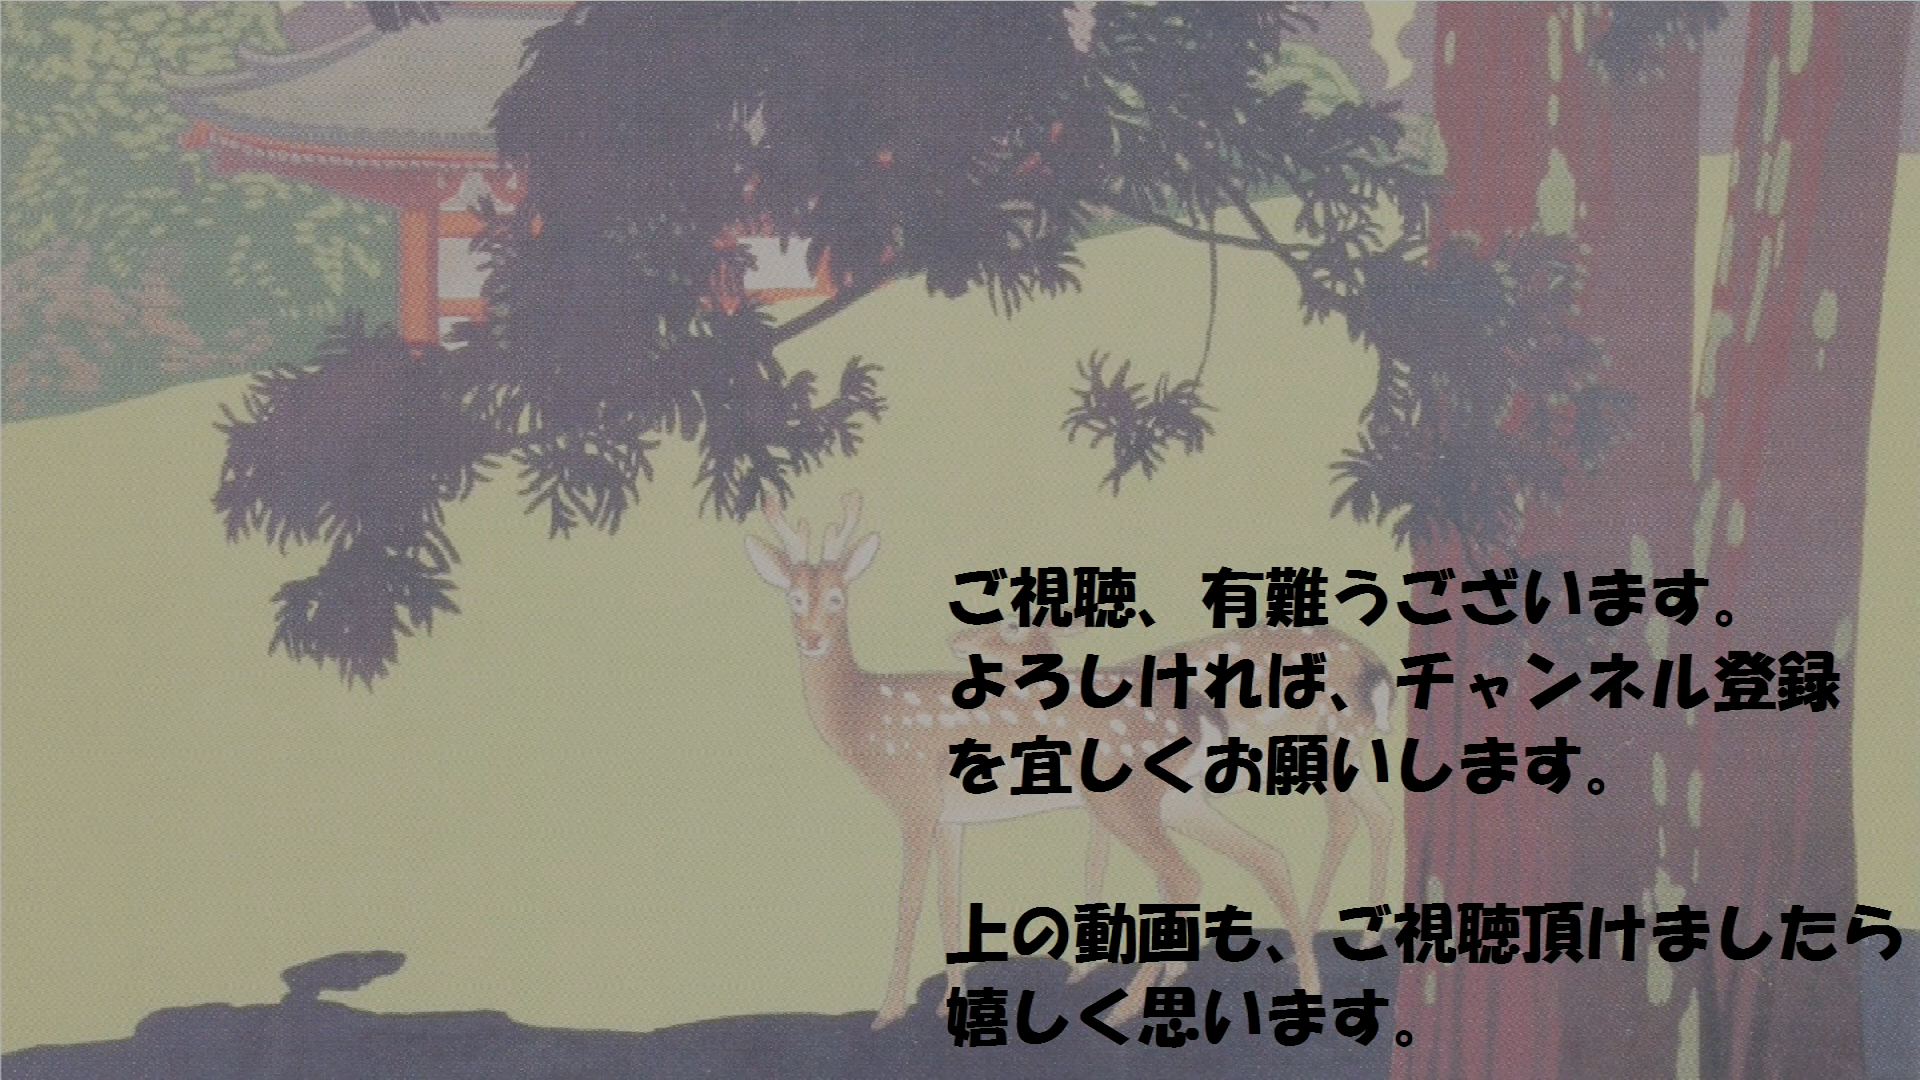 ご視聴、有難うございます。
よろしければ、チャンネル登録
を宜しくお願いします。
上の動画も、ご視聴頂けましたら
嬉しく思います。